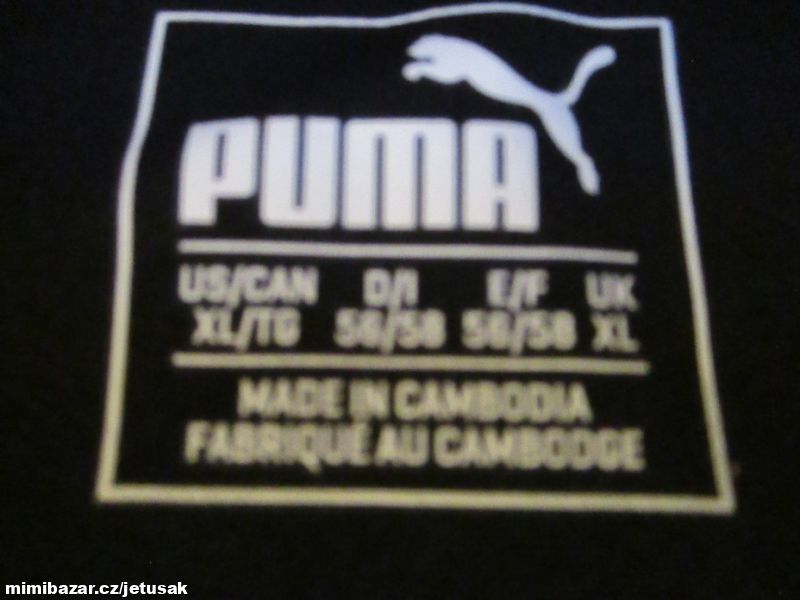 PUMA
US/CAN D/I E/F UK
XL/TG 56/58 56/58 XL
MADE IN CAMBODIA
FABRIQUÉ AU CAMBODGE
mimibazar.cz/jetusak